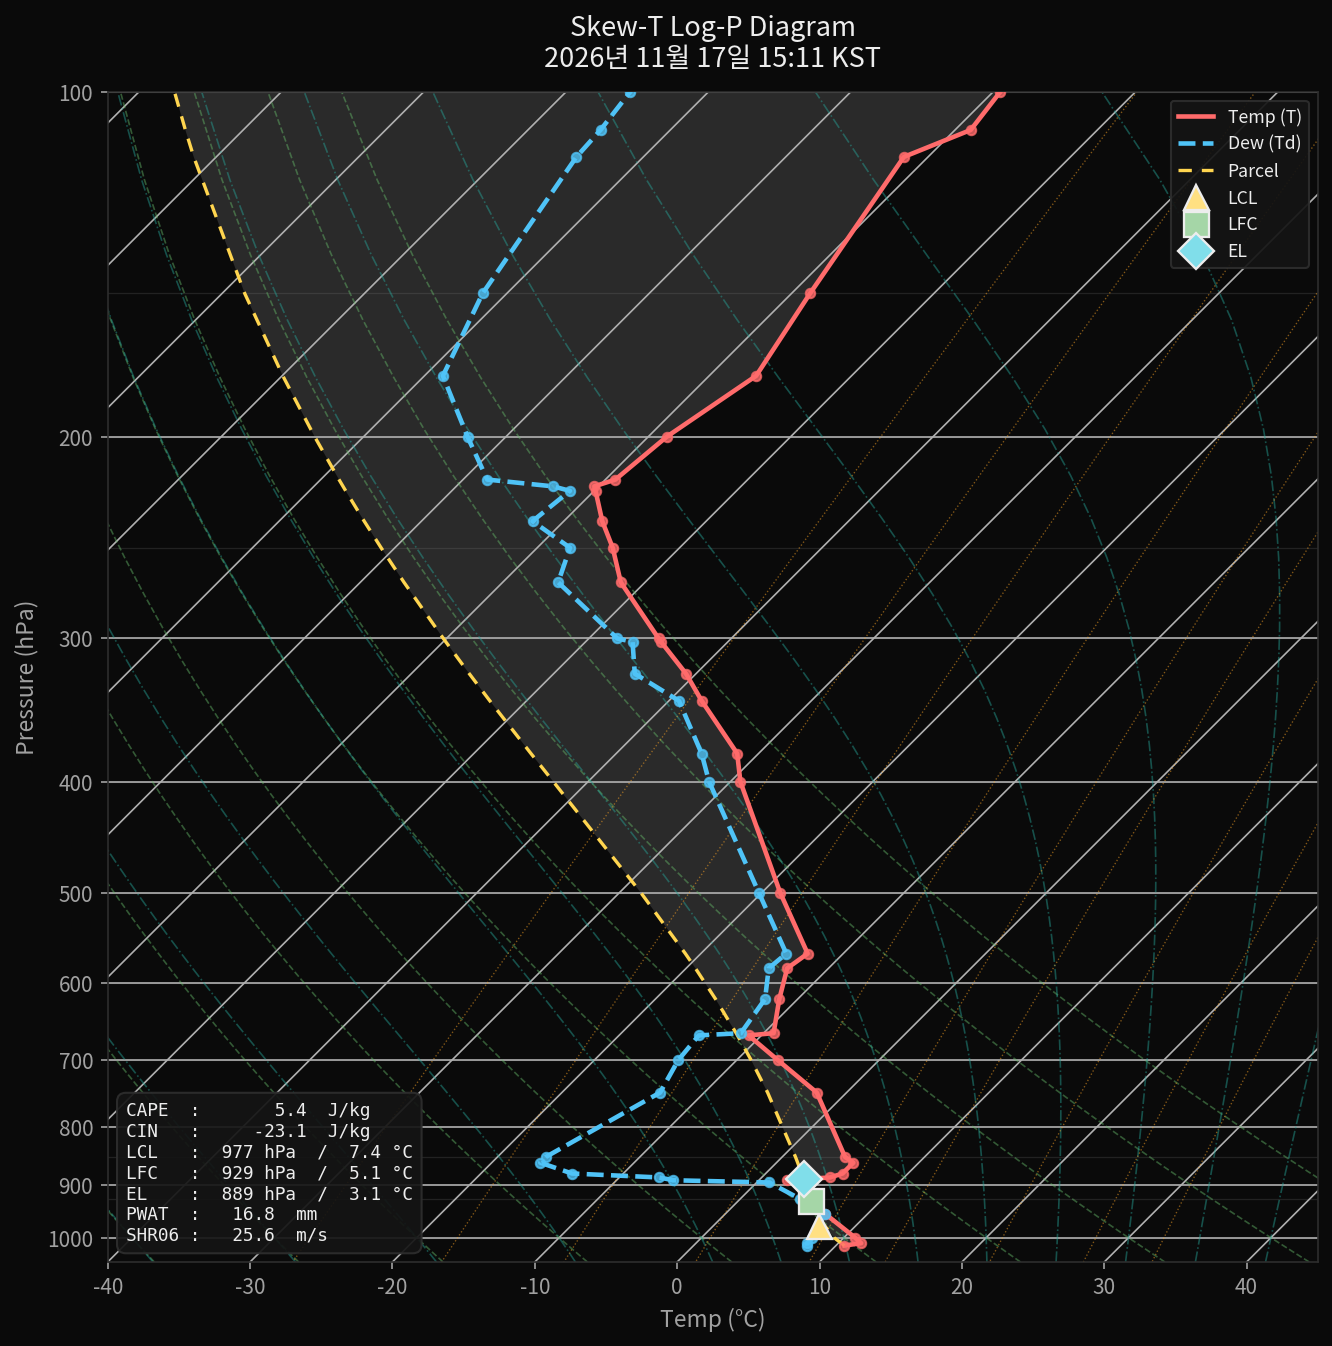 Skew-T Log-P Diagram
2026년 11월 17일 15:11 KST
Temp (T)
Dew (Td)
Parcel
LCL
LFC
EL
Pressure (hPa)
100
200
300
400
500
600
700
800
900
1000
CAPE : 5.4 J/kg
CIN : -23.1 J/kg
LCL : 977 hPa / 7.4 °C
LFC : 929 hPa / 5.1 °C
EL : 889 hPa / 3.1 °C
PWAT : 16.8 mm
SHR06 : 25.6 m/s
-40 -30 -20 -10 0 10 20 30 40
Temp (°C)